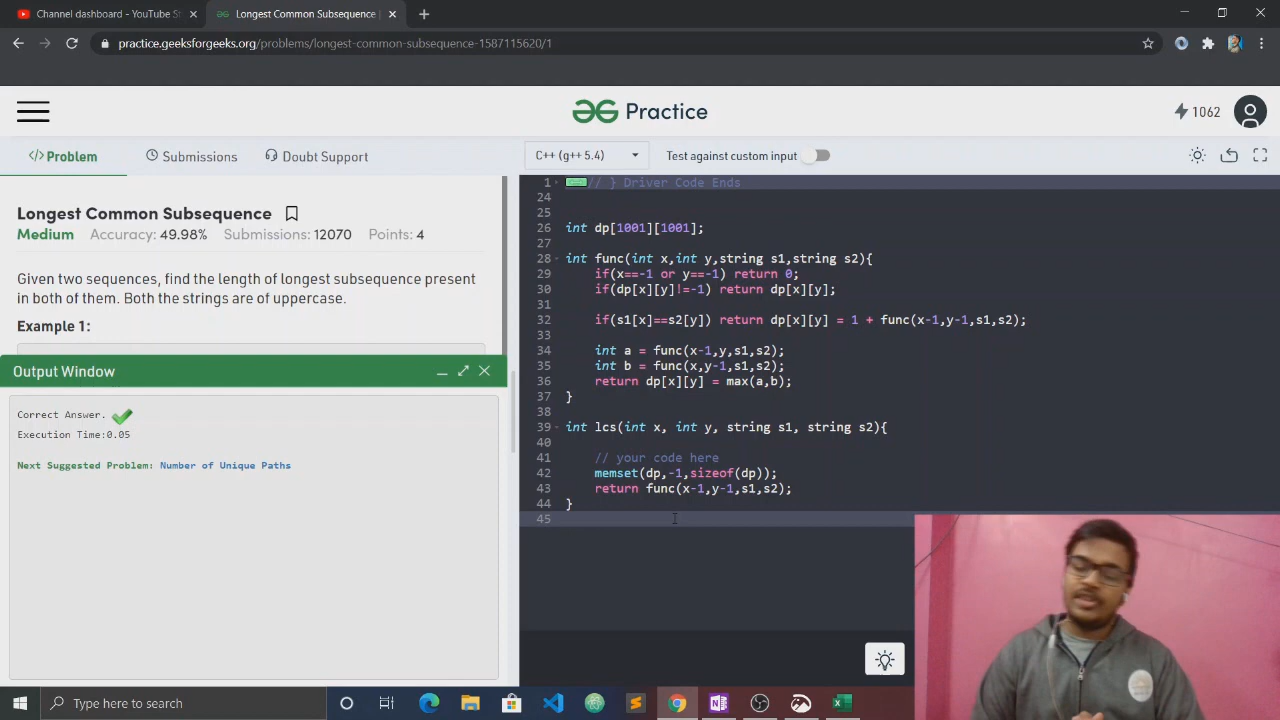 Channel dashboard - YouTube S
Longest Common Subsequence |
practice.geeksforgeeks.org/problems/longest-common-subsequence-1587115620/1
Practice
1062
</>Problem
Submissions
Doubt Support
C++ (g++ 5.4)
Test against custom input
Longest Common Subsequence
Medium Accuracy: 49.98% Submissions: 12070 Points: 4
Given two sequences, find the length of longest subsequence present
in both of them. Both the strings are of uppercase.
Example 1:
Output Window
Correct Answer.
Execution Time:0.05
Next Suggested Problem: Number of Unique Paths
1 // } Driver Code Ends
24
25
26 int dp[1001][1001];
27
28 int func(int x,int y,string s1,string s2){
29 if(x==-1 or y==-1) return 0;
30 if(dp[x][y]!=-1) return dp[x][y];
31
32 if(s1[x]==s2[y]) return dp[x][y] = 1 + func(x-1,y-1,s1,s2);
33
34 int a = func(x-1,y,s1,s2);
35 int b = func(x,y-1,s1,s2);
36 return dp[x][y] = max(a,b);
37 }
38
39 int lcs(int x, int y, string s1, string s2){
40
41 // your code here
42 memset(dp,-1,sizeof(dp));
43 return func(x-1,y-1,s1,s2);
44 }
45
Type here to search